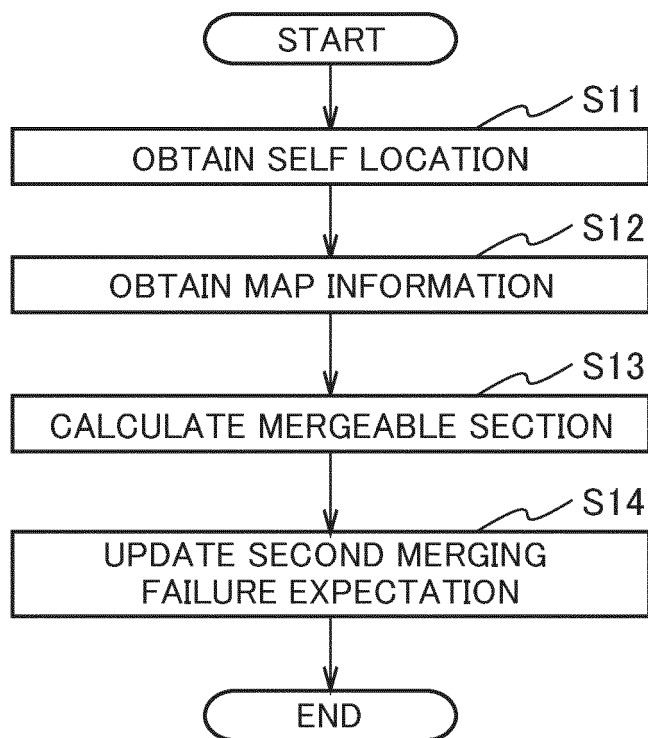 START
S11
OBTAIN SELF LOCATION
S12
OBTAIN MAP INFORMATION
S13
CALCULATE MERGEABLE SECTION
S14
UPDATE SECOND MERGING
FAILURE EXPECTATION
END